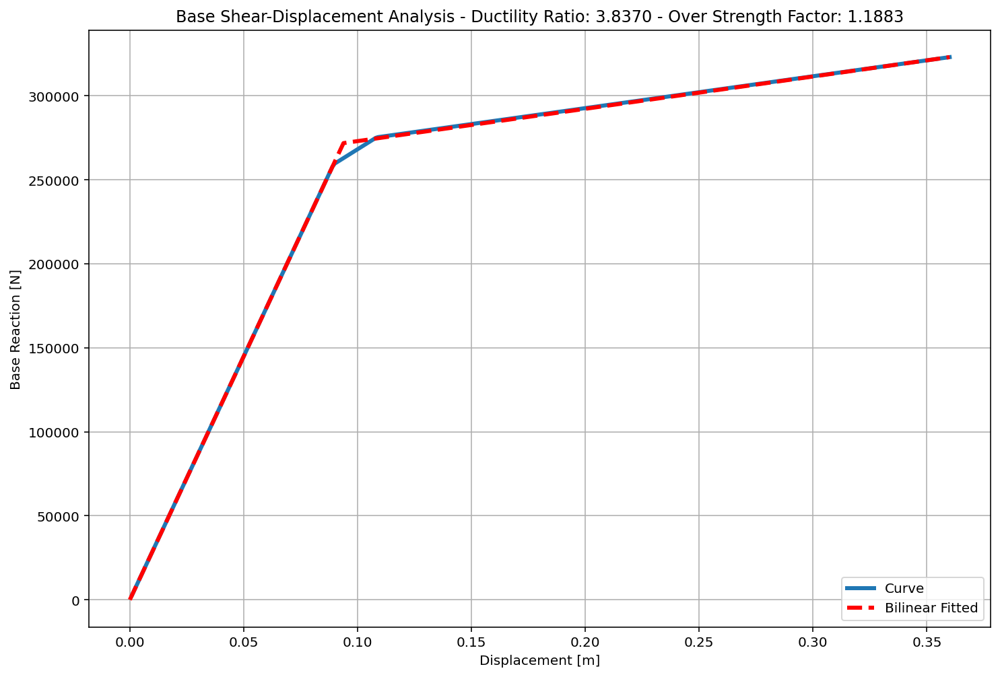 Base Shear-Displacement Analysis - Ductility Ratio: 3.8370 - Over Strength Factor: 1.1883
Base Reaction [N]
300000
250000
200000
150000
100000
50000
0
0.00 0.05 0.10 0.15 0.20 0.25 0.30 0.35
Displacement [m]
Curve
Bilinear Fitted